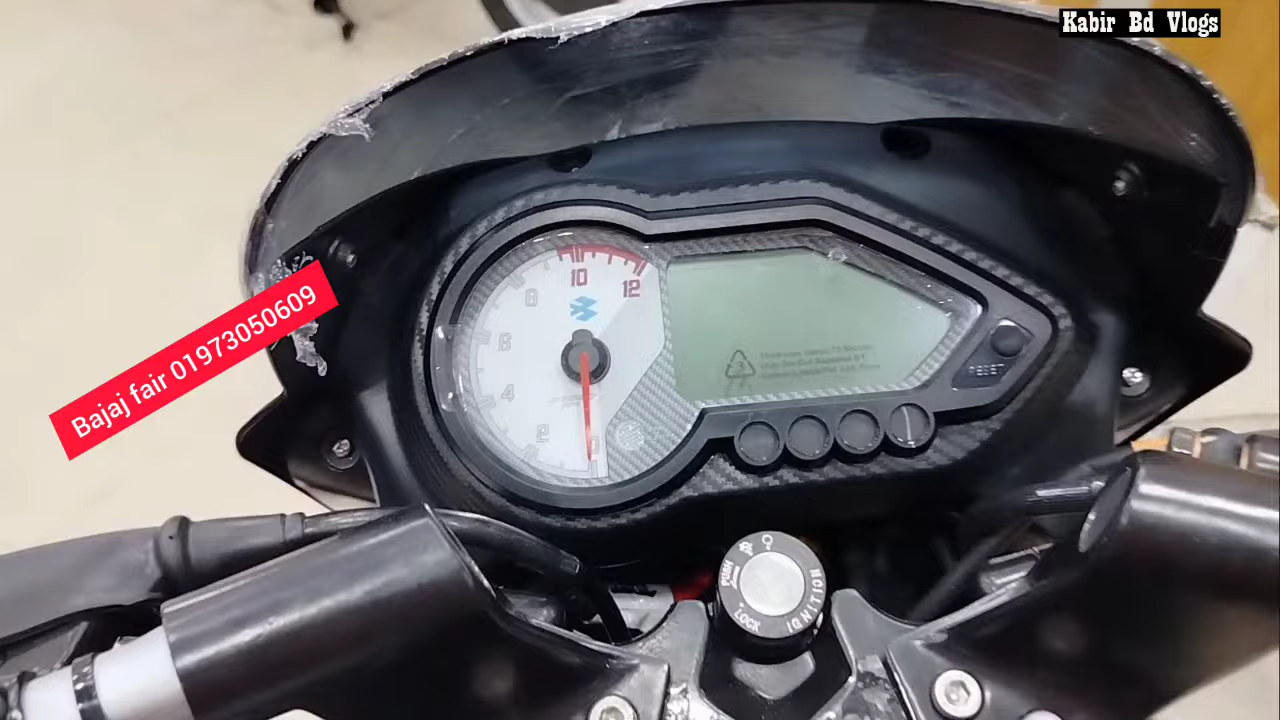 Kabir Bd Vlogs
Bajaj fair 01973050609
10
12
8
6
4
2
0
RESET
PUSH
LOCK
IGNITION